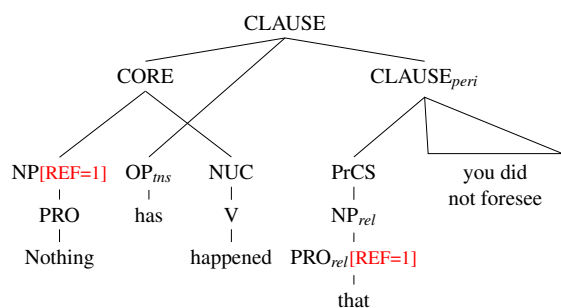 CLAUSE
CORE CLAUSEperi
NP[REF=1] OPtns NUC PrCS you did
not foresee
PRO has V NPrel
Nothing happened PROrel[REF=1]
that